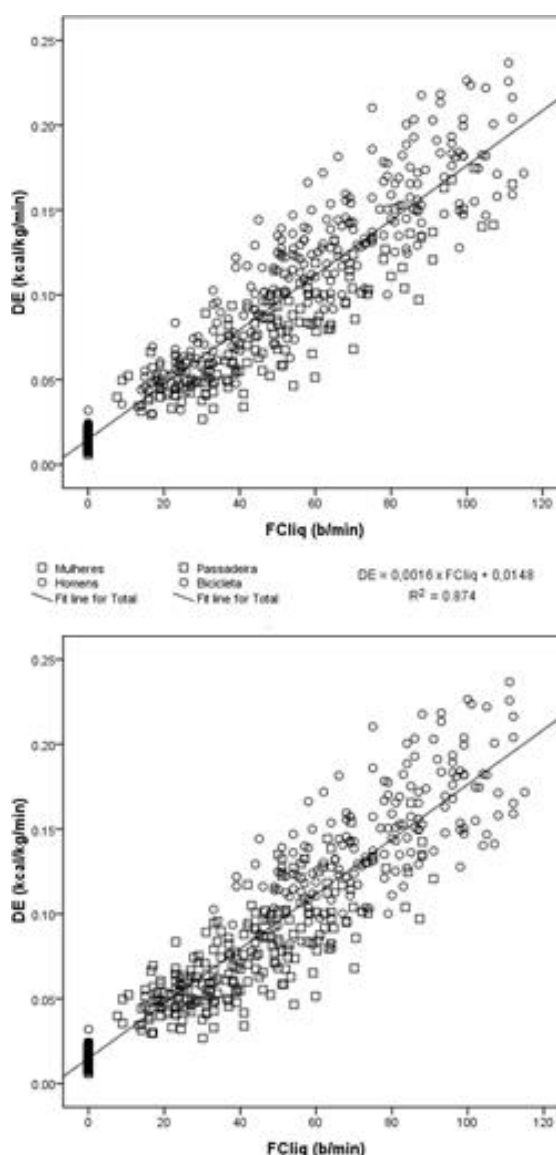 0.25
0.20
0.15
0.10
0.05
0.00
DE (kcal/kg/min)
0 20 40 60 80 100 120
FCliq (b/min)
Mulheres Passadeira DE = 0,0016 x FCliq + 0,0148
Homens Bicicleta R² = 0.874
Fit line for Total Fit line for Total
0.25
0.20
0.15
0.10
0.05
0.00
DE (kcal/kg/min)
0 20 40 60 80 100 120
FCliq (b/min)